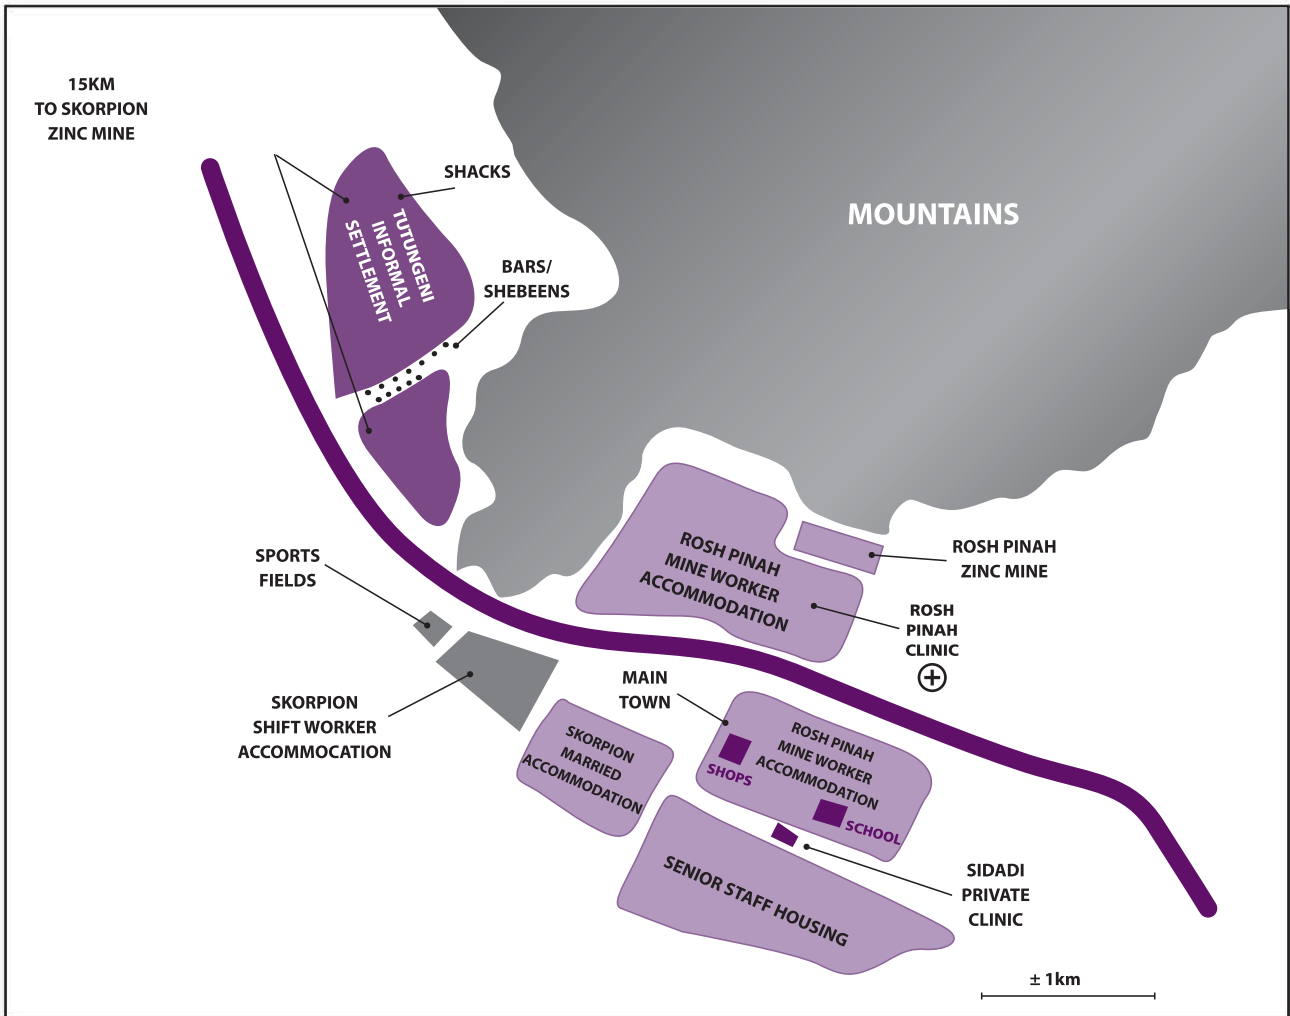 15KM
TO SKORPION
ZINC MINE
SHACKS
TUTUNGENI
INFORMAL
SETTLEMENT
MOUNTAINS
BARS/
SHEBEENS
ROSH PINAH
MINE WORKER
ACCOMMODATION
ROSH PINAH
ZINC MINE
SPORTS
FIELDS
ROSH
PINAH
CLINIC
MAIN
TOWN
SKORPION
SHIFT WORKER
ACCOMMOCATION
SKORPION
MARRIED
ACCOMMODATION
ROSH PINAH
MINE WORKER
ACCOMMODATION
SHOPS
SCHOOL
SENIOR STAFF HOUSING
SIDADI
PRIVATE
CLINIC
± 1km